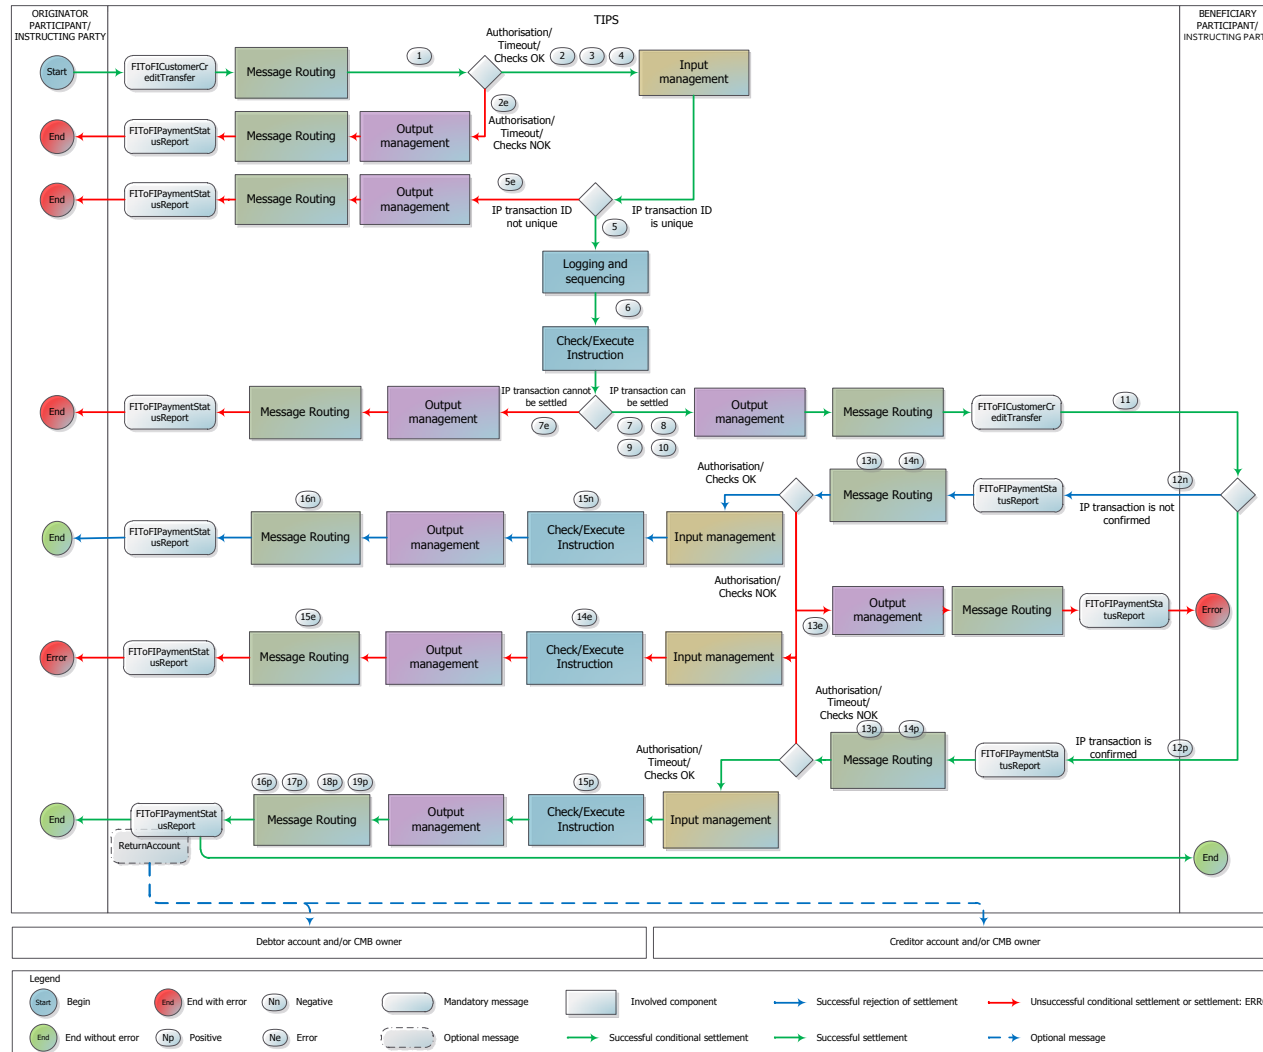 ORIGINATOR
PARTICIPANT/
INSTRUCTING PARTY
TIPS
BENEFICIARY
PARTICIPANT/
INSTRUCTING PART
Start
FIToFICustomerCr
editTransfer
Message Routing
1
Authorisation/
Timeout/
Checks OK
2
3
4
Input
management
2e
Authorisation/
Timeout/
Checks NOK
End
FIToFIPaymentStat
usReport
Message Routing
Output
management
End
FIToFIPaymentStat
usReport
Message Routing
Output
management
5e
IP transaction ID
not unique
IP transaction ID
is unique
5
Logging and
sequencing
6
Check/Execute
Instruction
End
FIToFIPaymentStat
usReport
Message Routing
Output
management
IP transaction cannot
be settled
7e
IP transaction can
be settled
7
8
9
10
Output
management
Message Routing
FIToFICustomerCr
editTransfer
11
Authorisation/
Checks OK
13n
14n
Message Routing
FIToFIPaymentSta
tusReport
12n
IP transaction is not
confirmed
End
FIToFIPaymentStat
usReport
16n
Message Routing
Output
management
15n
Check/Execute
Instruction
Input management
Authorisation/
Checks NOK
13e
Output
management
Message Routing
FIToFIPaymentSta
tusReport
Error
Error
FIToFIPaymentStat
usReport
15e
Message Routing
Output
management
14e
Check/Execute
Instruction
Input management
Authorisation/
Timeout/
Checks NOK
13p
14p
Message Routing
FIToFIPaymentSta
tusReport
IP transaction is
confirmed
12p
Authorisation/
Timeout/
Checks OK
End
FIToFIPaymentStat
usReport
ReturnAccount
16p
17p
18p
19p
Message Routing
Output
management
15p
Check/Execute
Instruction
Input management
End
Debtor account and/or CMB owner
Creditor account and/or CMB owner
Legend
Start
Begin
End
End with error
Nn
Negative
Mandatory message
Involved component
Successful rejection of settlement
Unsuccessful conditional settlement or settlement: ERR
End
End without error
Np
Positive
Ne
Error
Optional message
Successful conditional settlement
Successful settlement
Optional message